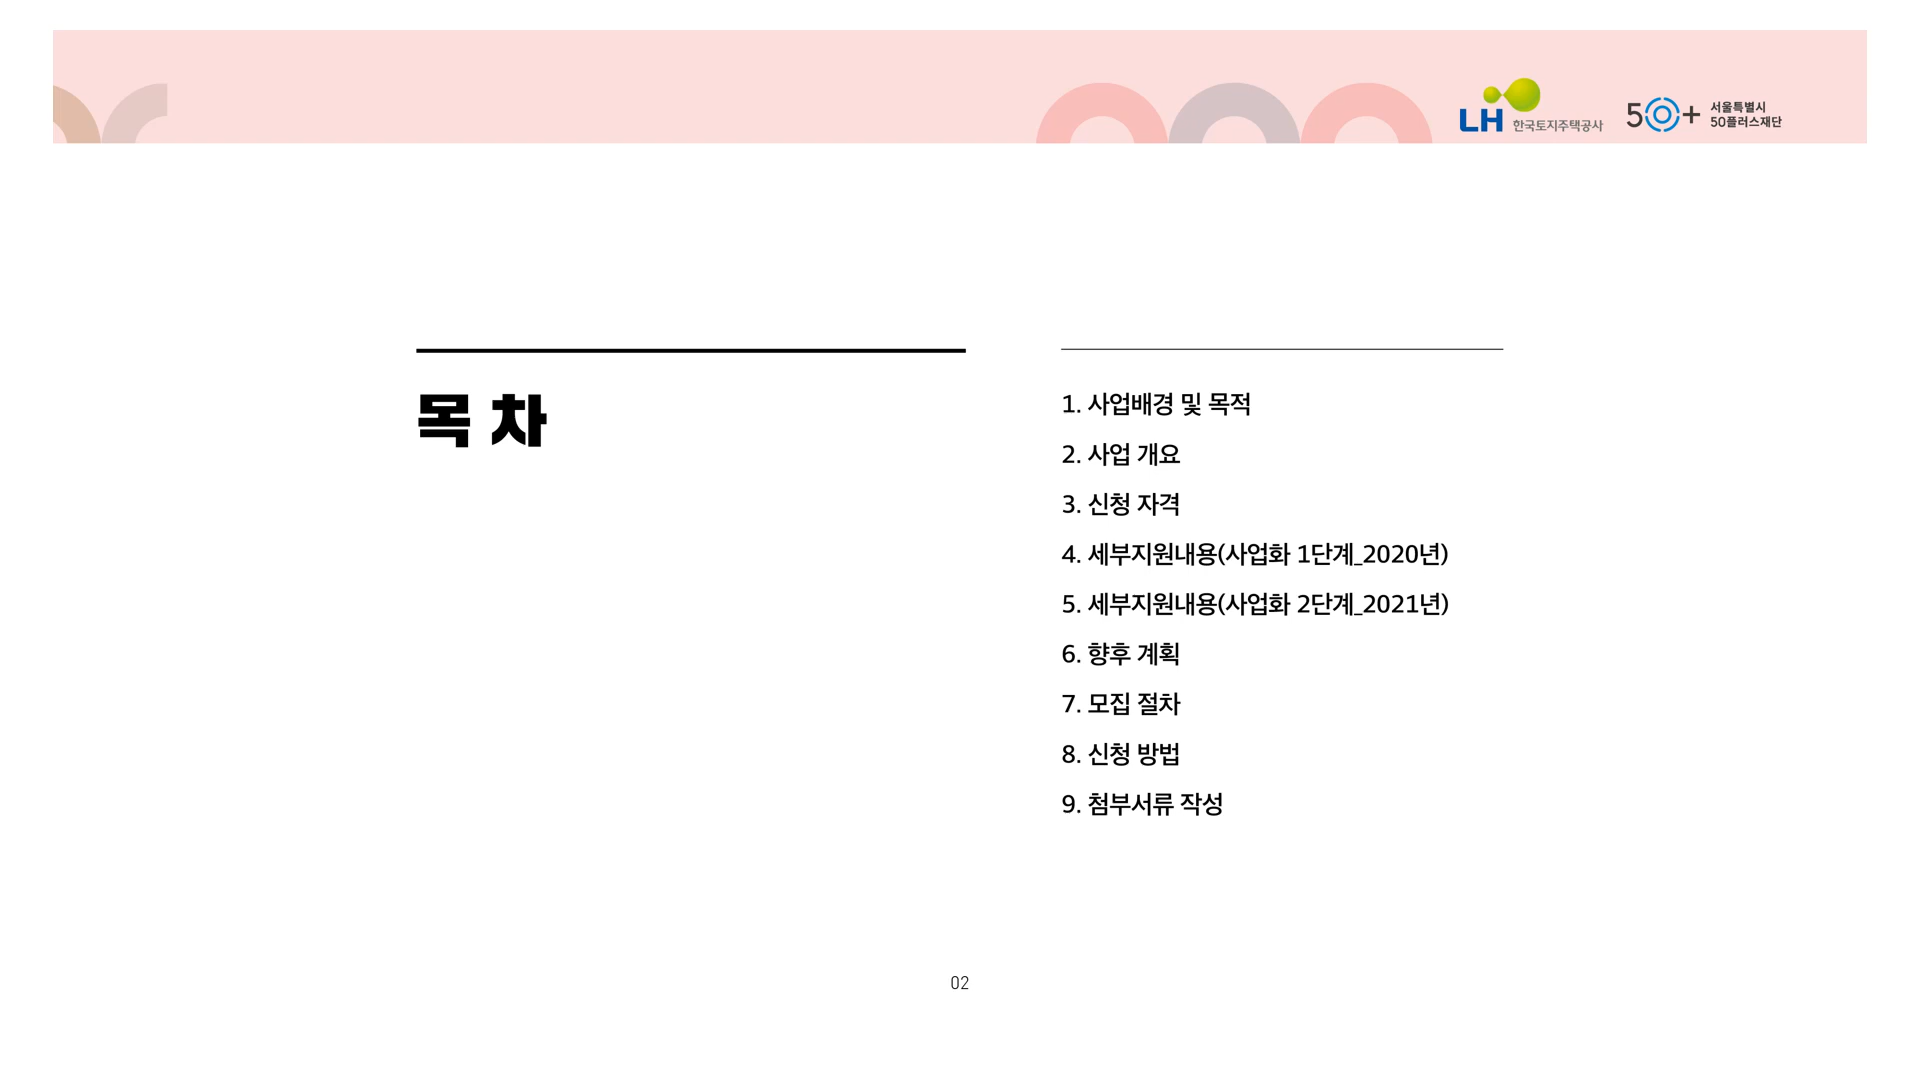 LH 한국토지주택공사
50+ 서울특별시
50플러스재단
목 차
1. 사업배경 및 목적
2. 사업 개요
3. 신청 자격
4. 세부지원내용(사업화 1단계_2020년)
5. 세부지원내용(사업화 2단계_2021년)
6. 향후 계획
7. 모집 절차
8. 신청 방법
9. 첨부서류 작성
02